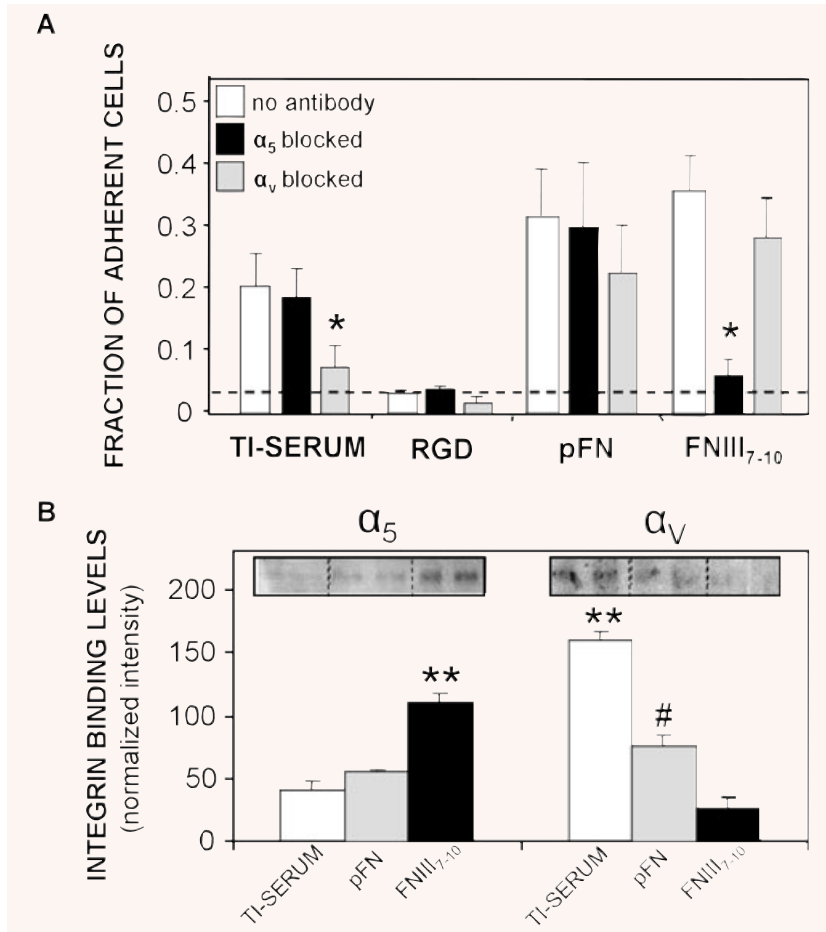 A
FRACTION OF ADHERENT CELLS
0.5
0.4
0.3
0.2
0.1
0
no antibody
α5 blocked
αv blocked
*
*
TI-SERUM RGD pFN FNIII7-10
B
INTEGRIN BINDING LEVELS
(normalized intensity)
α5 αV
200
150
100
50
0
**
**
#
TI-SERUM pFN FNIII7-10 TI-SERUM pFN FNIII7-10